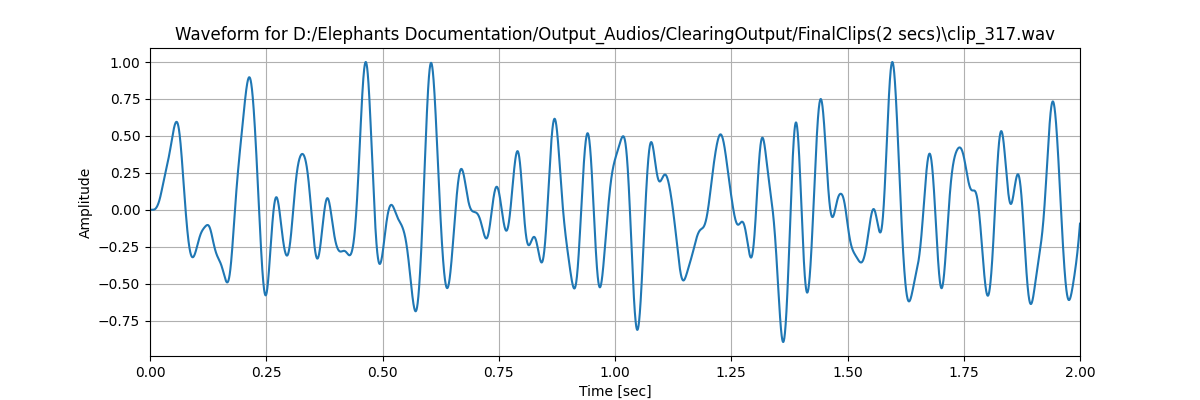 Waveform for D:/Elephants Documentation/Output_Audios/ClearingOutput/FinalClips(2 secs)\clip_317.wav
1.00
0.75
0.50
0.25
0.00
−0.25
−0.50
−0.75
Amplitude
0.00 0.25 0.50 0.75 1.00 1.25 1.50 1.75 2.00
Time [sec]